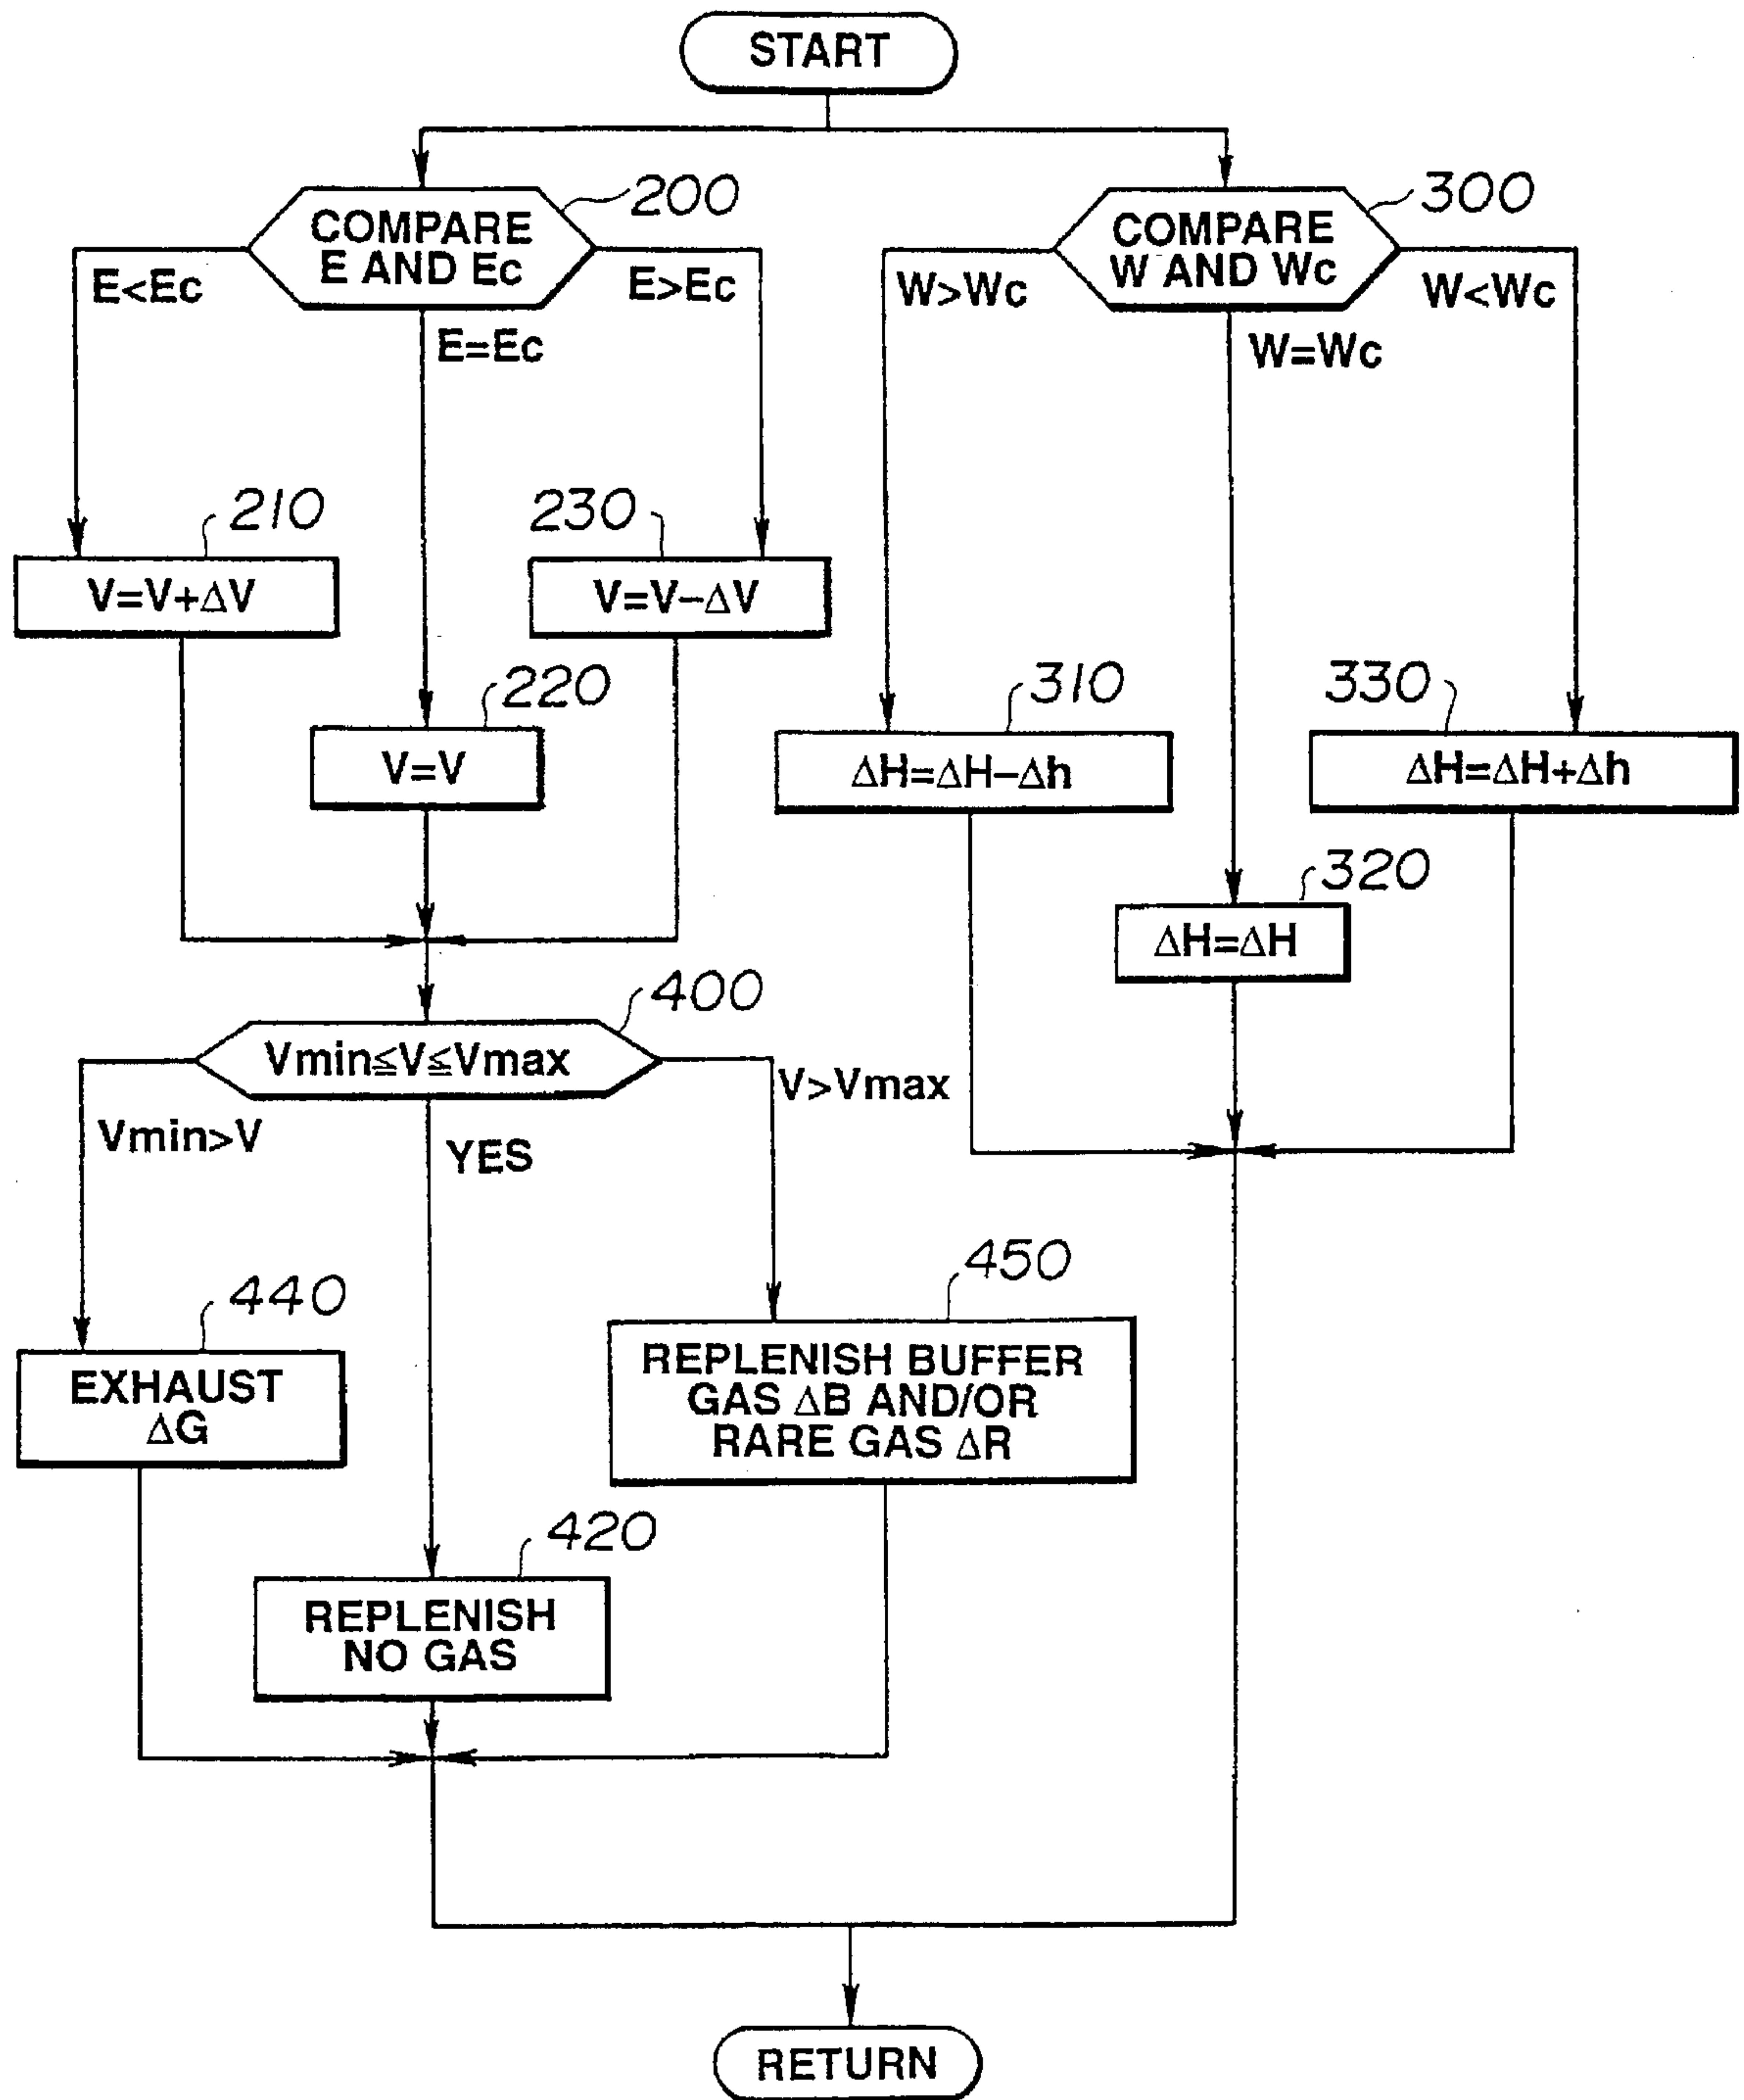 START
200
COMPARE
E AND Ec
E<Ec
E>Ec
E=Ec
300
COMPARE
W AND Wc
W>Wc
W<Wc
W=Wc
210
V=V+ΔV
230
V=V−ΔV
220
V=V
310
ΔH=ΔH−Δh
330
ΔH=ΔH+Δh
320
ΔH=ΔH
400
Vmin≦V≦Vmax
Vmin>V
YES
V>Vmax
440
EXHAUST
ΔG
450
REPLENISH BUFFER
GAS ΔB AND/OR
RARE GAS ΔR
420
REPLENISH
NO GAS
RETURN